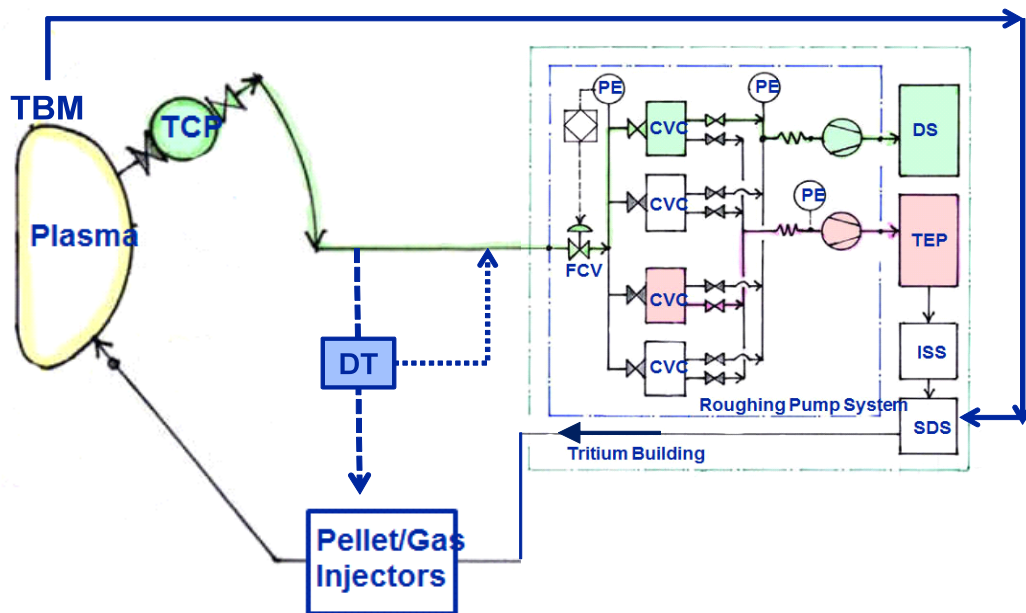 TBM
TCP
Plasma
PE
PE
CVC
DS
CVC
PE
FCV
TEP
CVC
DT
ISS
CVC
Roughing Pump System
SDS
Tritium Building
Pellet/Gas
Injectors